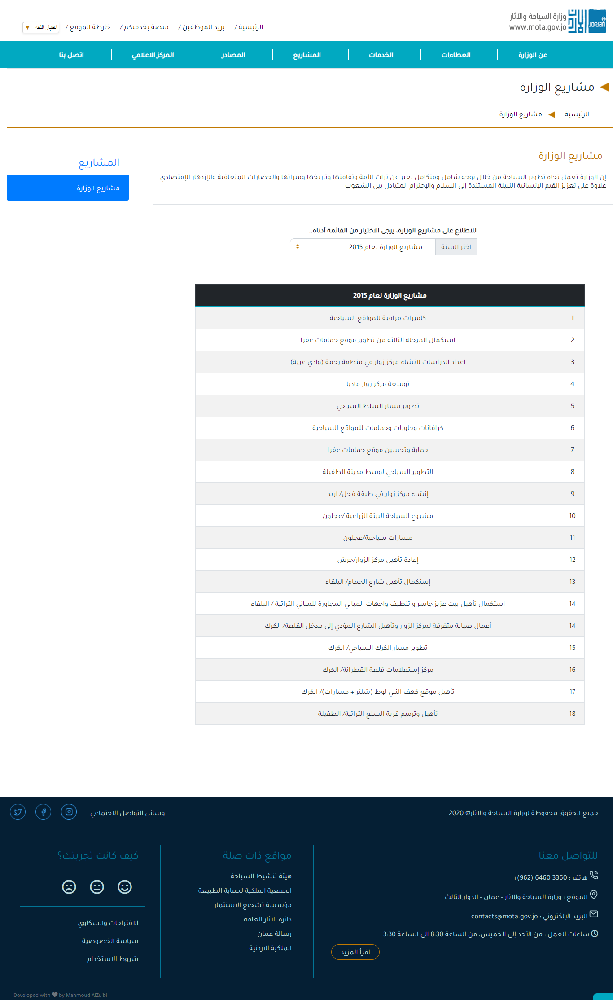 وزارة السياحة والآثار
www.mota.gov.jo
Jordan
الرئيسية /
بريد الموظفين /
منصة بخدمتكم /
خارطة الموقع /
اختيار اللغة
عن الوزارة
العطاءات
الخدمات
المشاريع
المصادر
المركز الاعلامي
اتصل بنا
مشاريع الوزارة
الرئيسية
مشاريع الوزارة
مشاريع الوزارة
إن الوزارة تعمل تجاه تطوير السياحة من خلال توجه شامل ومتكامل يعبر عن تراث الأمة وثقافتها وتاريخها وميراثها والحضارات المتعاقبة والإزدهار الإقتصادي
علاوة على تعزيز القيم الإنسانية النبيلة المستندة إلى السلام والإحترام المتبادل بين الشعوب
المشاريع
مشاريع الوزارة
للاطلاع على مشاريع الوزارة، يرجى الاختيار من القائمة أدناه..
اختر السنة
مشاريع الوزارة لعام 2015
مشاريع الوزارة لعام 2015
1 كاميرات مراقبة للمواقع السياحية
2 استكمال المرحله الثالثه من تطوير موقع حمامات عفرا
3 اعداد الدراسات لانشاء مركز زوار في منطقة رحمة (وادي عربة)
4 توسعة مركز زوار مادبا
5 تطوير مسار السلط السياحي
6 كرافانات وحاويات وحمامات للمواقع السياحية
7 حماية وتحسين موقع حمامات عفرا
8 التطوير السياحي لوسط مدينة الطفيلة
9 إنشاء مركز زوار في طبقة فحل/ اربد
10 مشروع السياحة البيئة الزراعية /عجلون
11 مسارات سياحية/عجلون
12 إعادة تأهيل مركز الزوار/جرش
13 إستكمال تأهيل شارع الحمام/ البلقاء
14 استكمال تأهيل بيت عزيز جاسر و تنظيف واجهات المباني المجاورة للمباني التراثية / البلقاء
14 أعمال صيانة متفرقة لمركز الزوار وتأهيل الشارع المؤدي إلى مدخل القلعة/ الكرك
15 تطوير مسار الكرك السياحي/ الكرك
16 مركز إستعلامات قلعة القطرانة/ الكرك
17 تأهيل موقع كهف النبي لوط (شلتر + مسارات)/ الكرك
18 تأهيل وترميم قرية السلع التراثية/ الطفيلة
جميع الحقوق محفوظة لوزارة السياحة والاثار© 2020
وسائل التواصل الاجتماعي
للتواصل معنا
هاتف : 3360 6460 (962)+
الموقع : وزارة السياحة والاثار - عمان - الدوار الثالث
البريد الإلكتروني : contacts@mota.gov.jo
ساعات العمل : من الأحد إلى الخميس، من الساعة 8:30 الى الساعة 3:30
اقرأ المزيد
مواقع ذات صلة
هيئة تنشيط السياحة
الجمعية الملكية لحماية الطبيعة
مؤسسة تشجيع الاستثمار
دائرة الآثار العامة
رسالة عمان
الملكية الاردنية
كيف كانت تجربتك؟
الاقتراحات والشكاوي
سياسة الخصوصية
شروط الاستخدام
Developed with by Mahmoud AlZu'bi